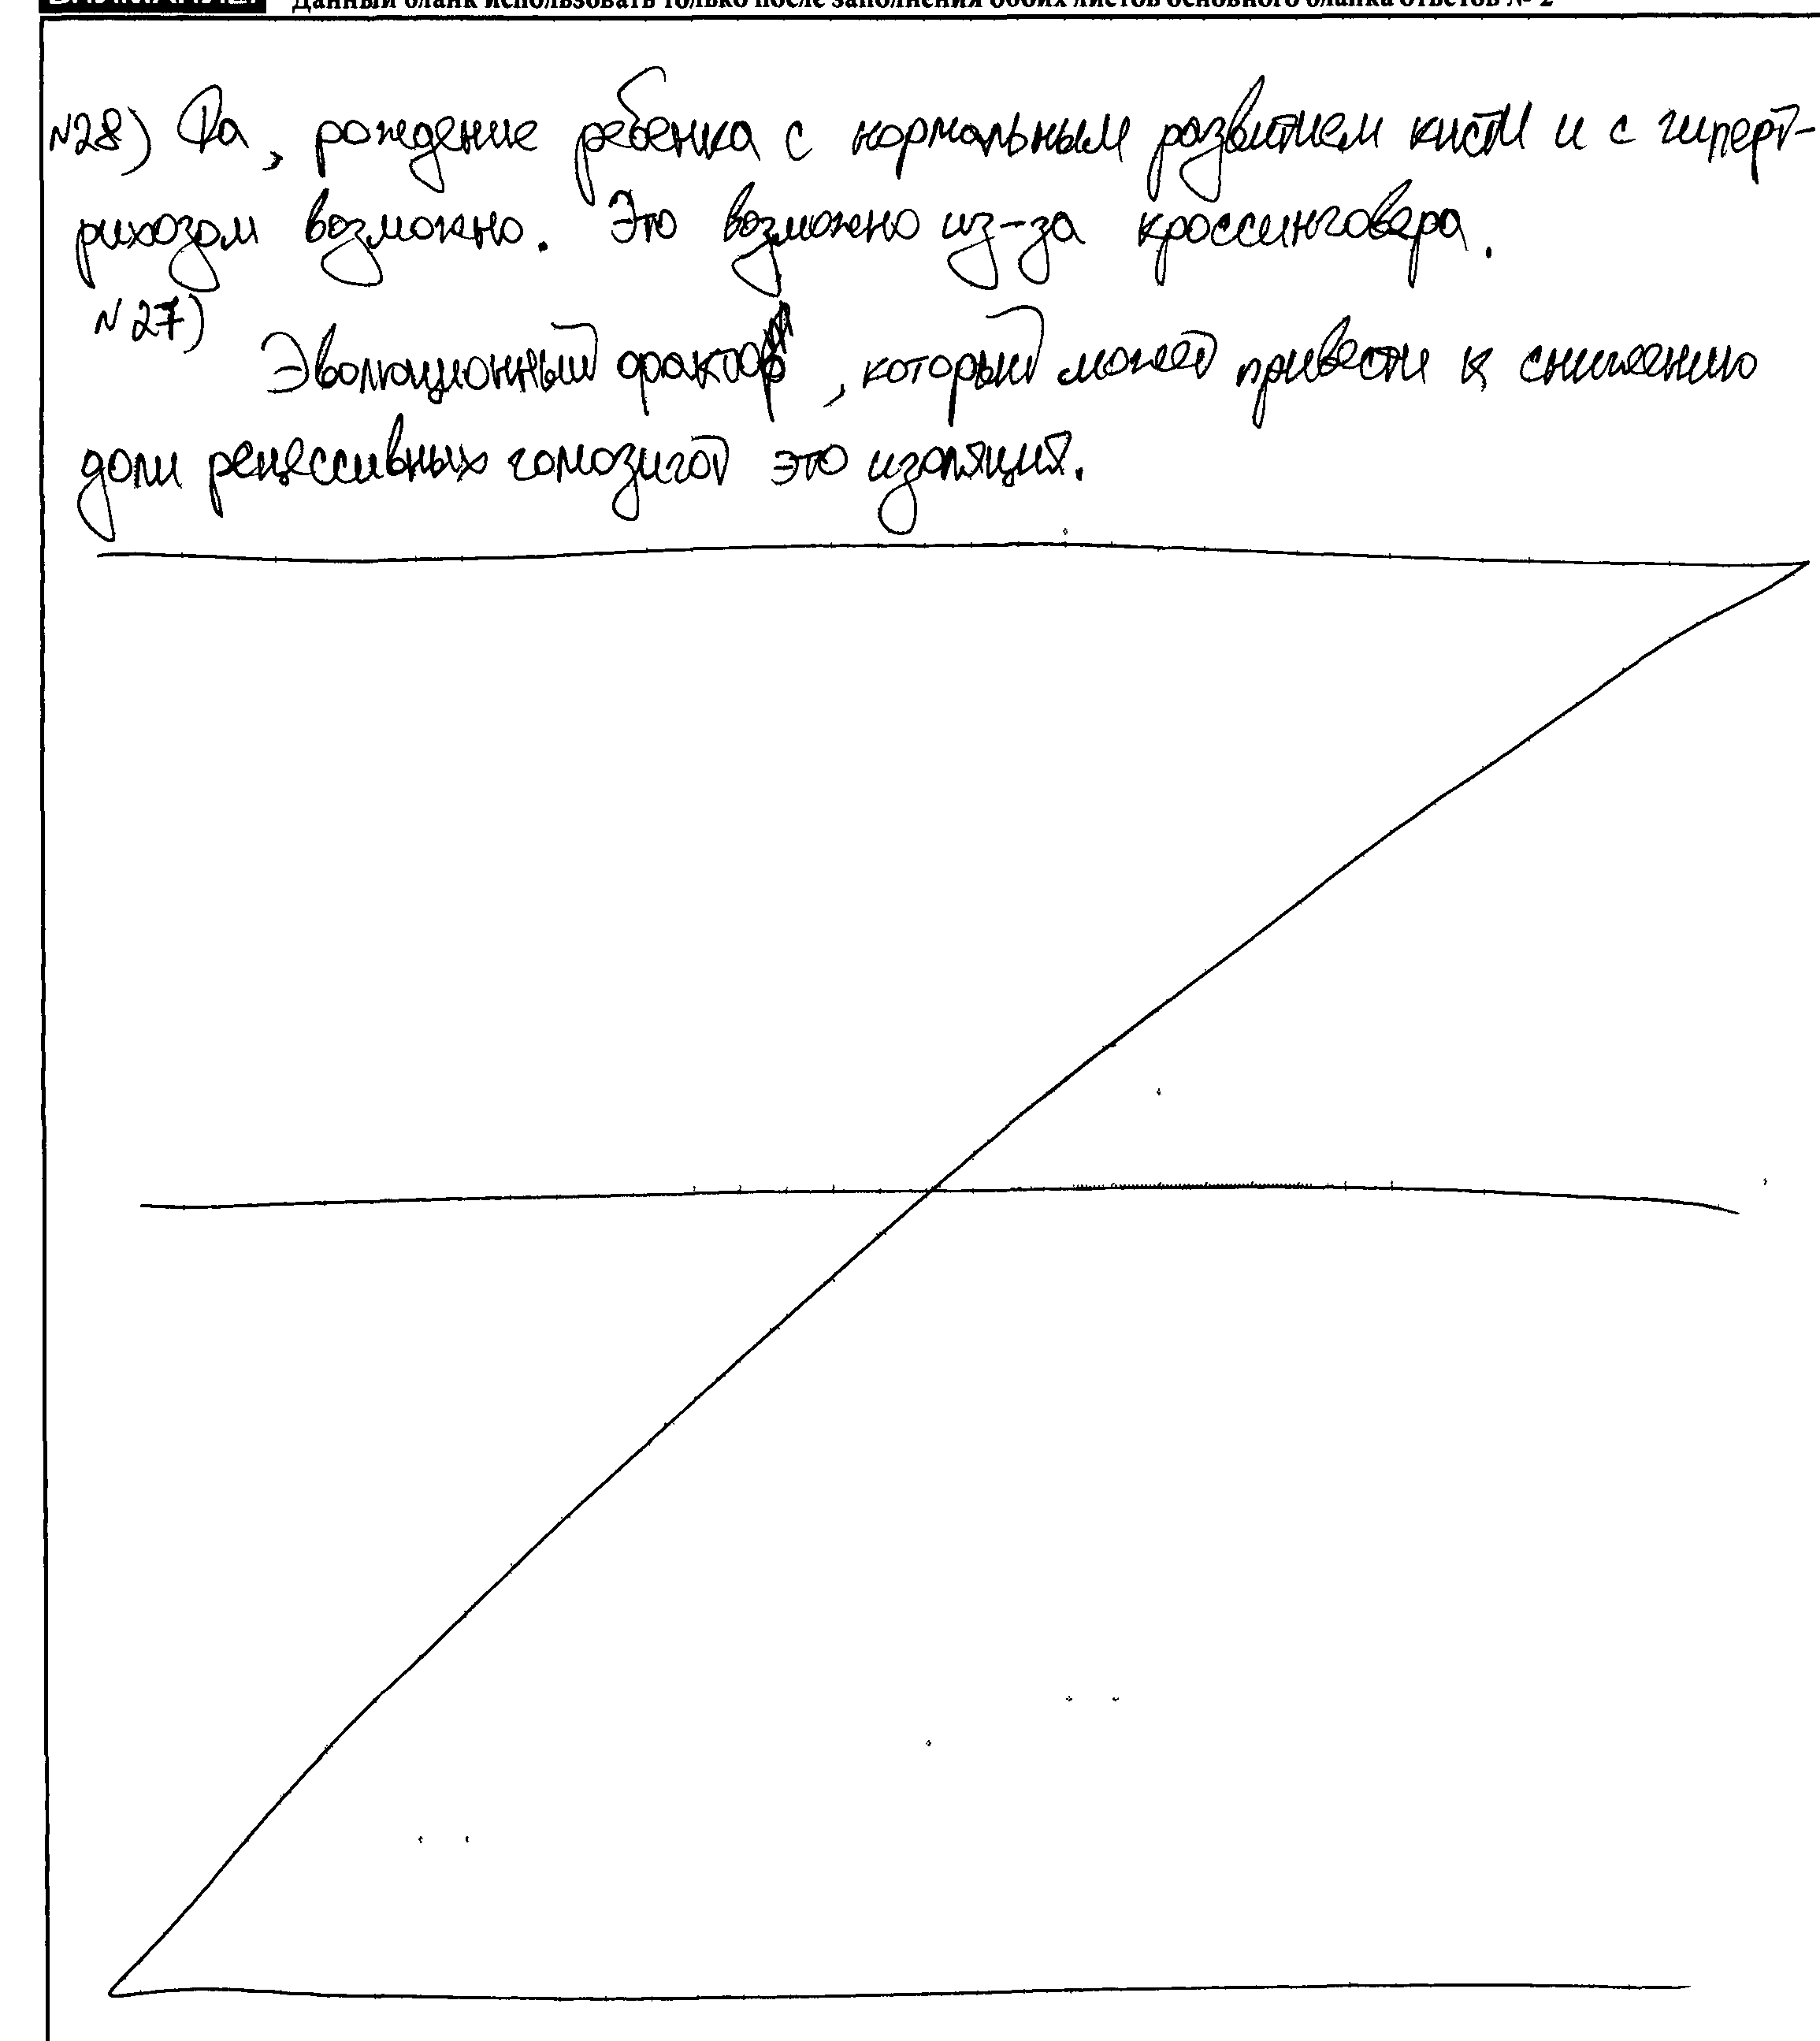 Данный бланк использовать только после заполнения обоих листов основного бланка ответов № 2
N28) Да, рождение ребенка с нормальным развитием кисти и с гиперт-
рихозом возможно. Это возможно из-за кроссинговера.
N27)
Эволюционный фактор, который может привести к снижению
доли рецессивных гомозигот это изоляция.